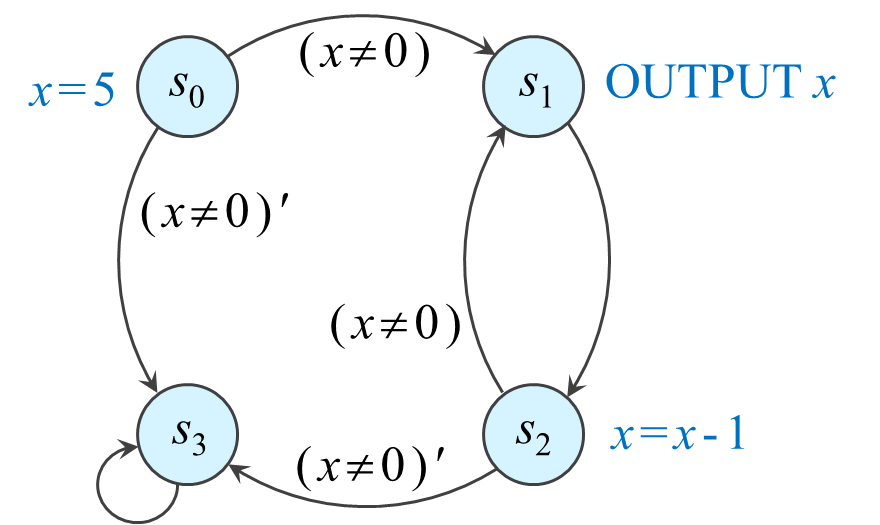 (x≠0)
x=5 s₀ s₁ OUTPUT x
(x≠0)′
(x≠0)
s₃ s₂ x=x-1
(x≠0)′